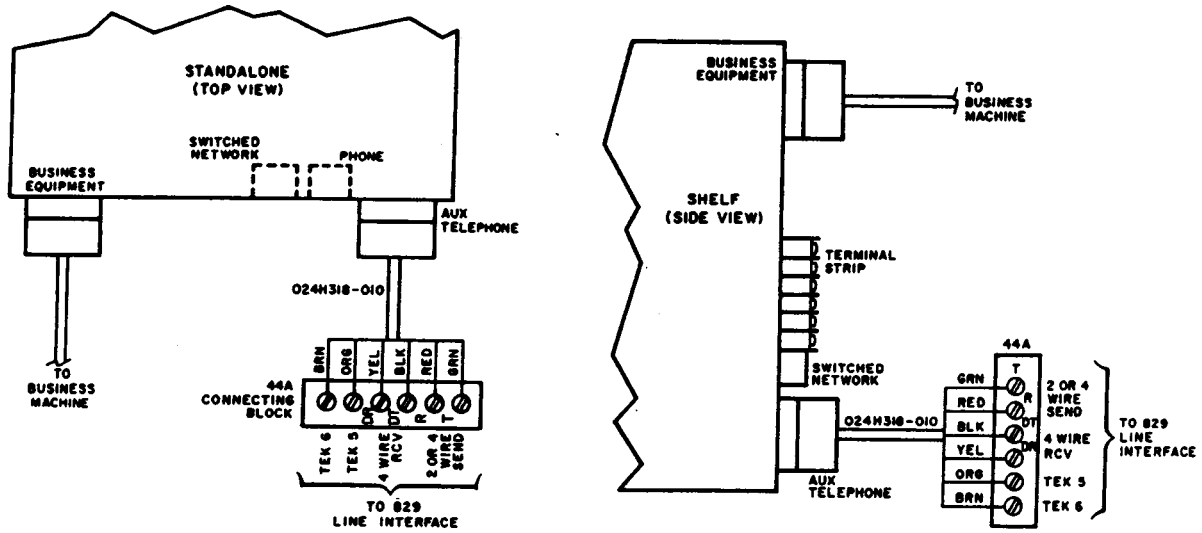 STANDALONE
(TOP VIEW)
SWITCHED
NETWORK
PHONE
BUSINESS
EQUIPMENT
AUX
TELEPHONE
024H318-010
TO
BUSINESS
MACHINE
BRN
ORG
YEL
BLK
RED
GRN
44A
CONNECTING
BLOCK
DR
DT
R
T
TEK 6
TEK 5
4 WIRE
RCV
2 OR 4
WIRE
SEND
TO 829
LINE INTERFACE
BUSINESS
EQUIPMENT
TO
BUSINESS
MACHINE
SHELF
(SIDE VIEW)
TERMINAL
STRIP
SWITCHED
NETWORK
AUX
TELEPHONE
024H318-010
44A
GRN
RED
BLK
YEL
ORG
BRN
T
R
DT
DR
2 OR 4
WIRE
SEND
4 WIRE
RCV
TEK 5
TEK 6
TO 829
LINE
INTERFACE